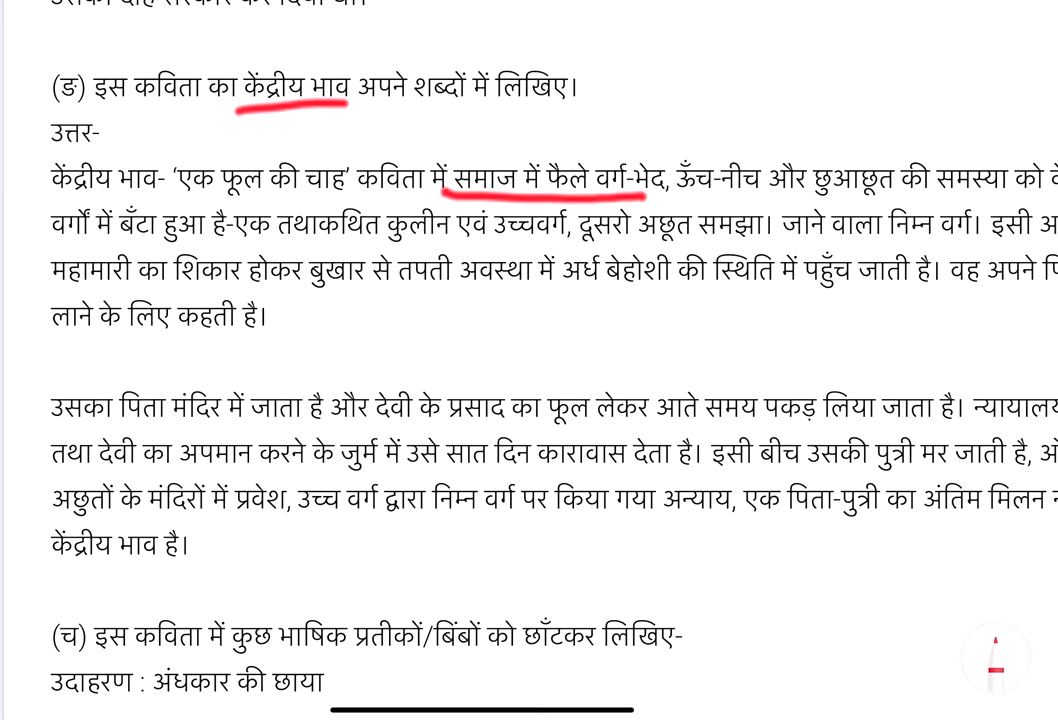 (ङ) इस कविता का केंद्रीय भाव अपने शब्दों में लिखिए।
उत्तर-
केंद्रीय भाव- ‘एक फूल की चाह’ कविता में समाज में फैले वर्ग-भेद, ऊँच-नीच और छुआछूत की समस्या को
वर्गों में बँटा हुआ है-एक तथाकथित कुलीन एवं उच्चवर्ग, दूसरो अछूत समझा। जाने वाला निम्न वर्ग। इसी
महामारी का शिकार होकर बुखार से तपती अवस्था में अर्ध बेहोशी की स्थिति में पहुँच जाती है। वह अपने
लाने के लिए कहती है।
उसका पिता मंदिर में जाता है और देवी के प्रसाद का फूल लेकर आते समय पकड़ लिया जाता है।
तथा देवी का अपमान करने के जुर्म में उसे सात दिन कारावास देता है। इसी बीच उसकी पुत्री मर जाती है,
अछुतों के मंदिरों में प्रवेश, उच्च वर्ग द्वारा निम्न वर्ग पर किया गया अन्याय, एक पिता-पुत्री का अंतिम मिलन
केंद्रीय भाव है।
(च) इस कविता में कुछ भाषिक प्रतीकों/बिंबों को छाँटकर लिखिए-
उदाहरण : अंधकार की छाया